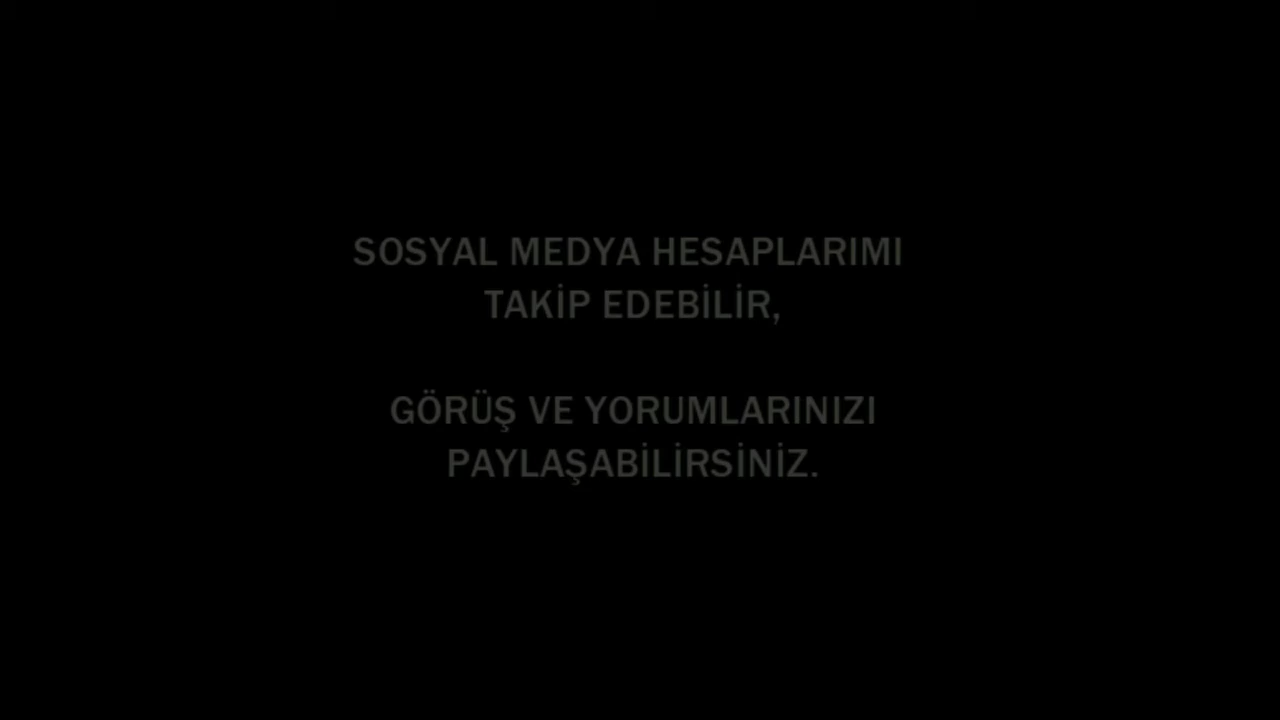 SOSYAL MEDYA HESAPLARIMI
TAKİP EDEBİLİR,
GÖRÜŞ VE YORUMLARINIZI
PAYLAŞABİLİRSİNİZ.